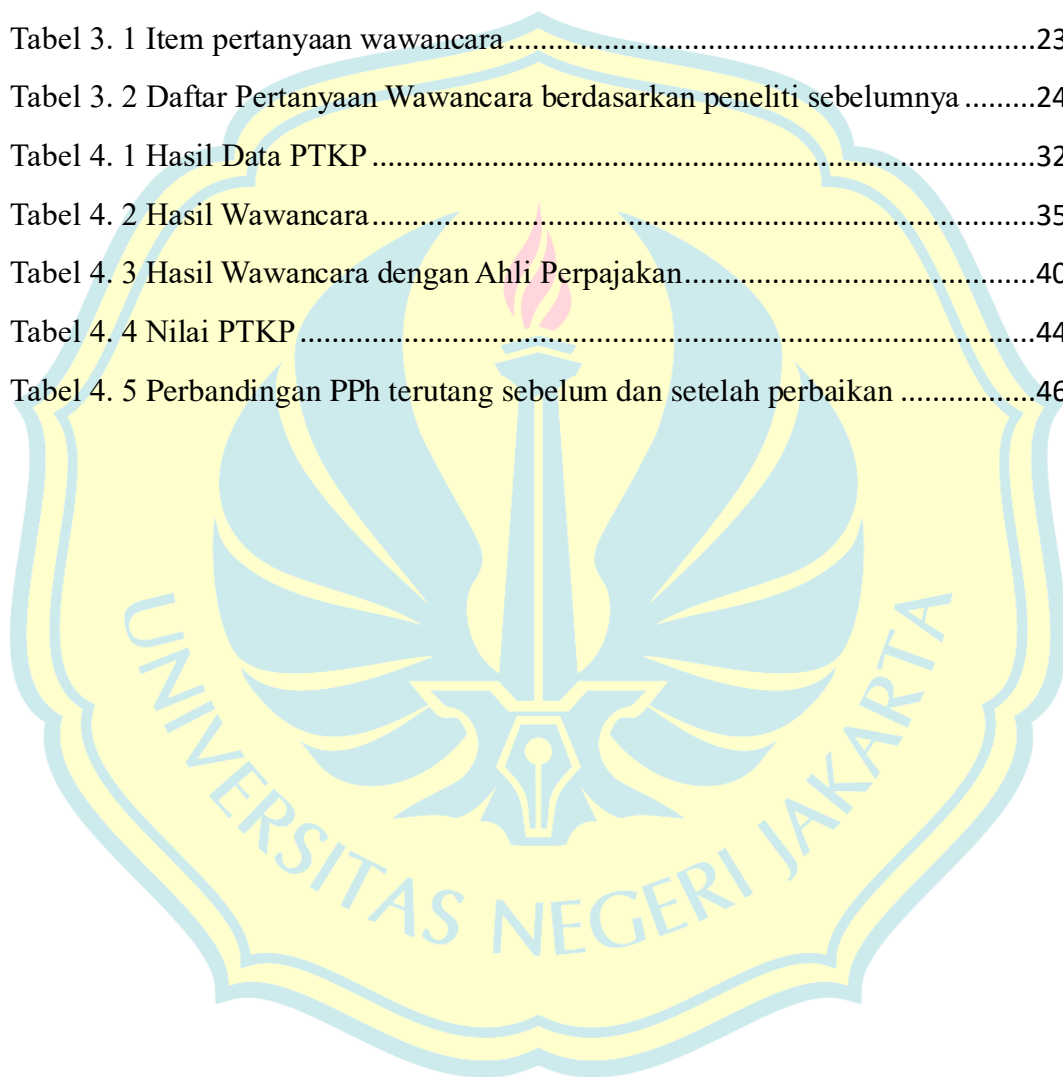 Tabel 3. 1 Item pertanyaan wawancara ........................................................................................23
Tabel 3. 2 Daftar Pertanyaan Wawancara berdasarkan peneliti sebelumnya .........24
Tabel 4. 1 Hasil Data PTKP ........................................................................................32
Tabel 4. 2 Hasil Wawancara ........................................................................................35
Tabel 4. 3 Hasil Wawancara dengan Ahli Perpajakan ...................................................40
Tabel 4. 4 Nilai PTKP ........................................................................................44
Tabel 4. 5 Perbandingan PPh terutang sebelum dan setelah perbaikan ................46
UNIVERSITAS NEGERI JAKARTA